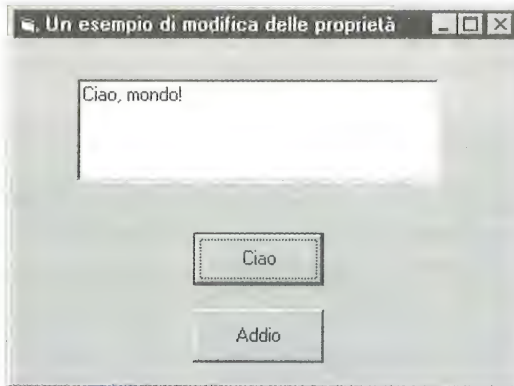 Un esempio di modifica delle proprietà
Ciao, mondo!
Ciao
Addio